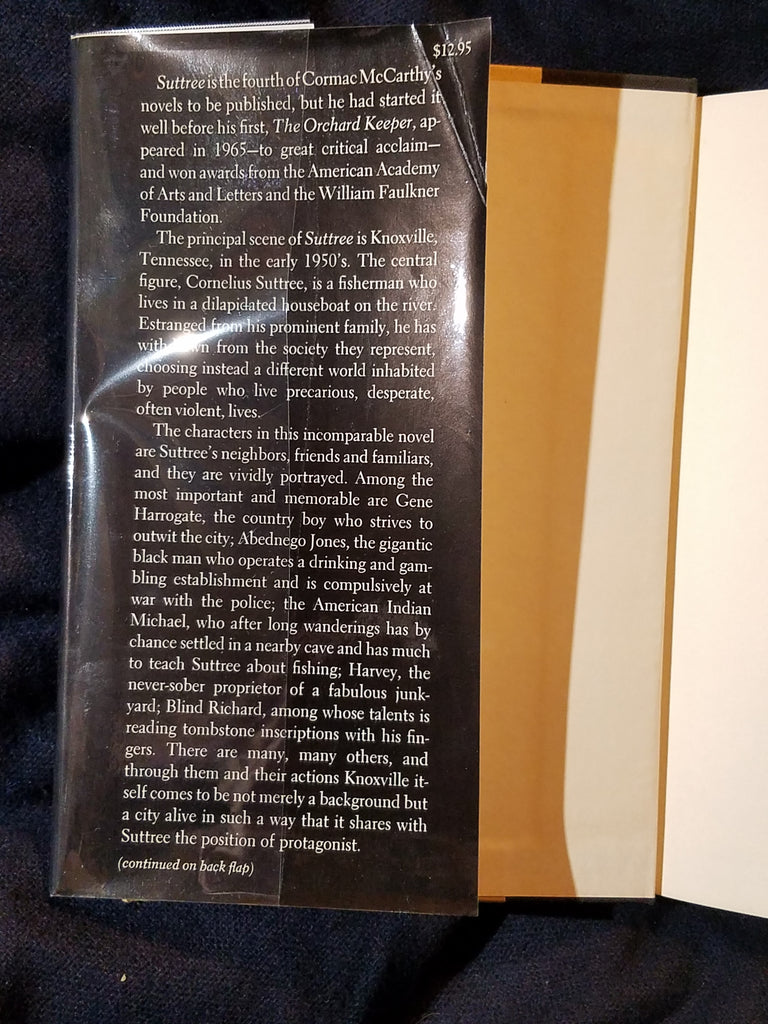 $12.95
Suttree is the fourth of Cormac McCarthy's
novels to be published, but he had started it
well before his first, The Orchard Keeper, ap-
peared in 1965—to great critical acclaim—
and won awards from the American Academy
of Arts and Letters and the William Faulkner
Foundation.
The principal scene of Suttree is Knoxville,
Tennessee, in the early 1950's. The central
figure, Cornelius Suttree, is a fisherman who
lives in a dilapidated houseboat on the river.
Estranged from his prominent family, he has
from the society they represent,
choosing instead a different world inhabited
by people who live precarious, desperate,
often violent, lives.
The characters in this incomparable novel
are Suttree's neighbors, friends and familiars,
and they are vividly portrayed. Among the
most important and memorable are Gene
Harrogate, the country boy who strives to
outwit the city; Abednego Jones, the gigantic
black man who operates a drinking and gam-
bling establishment and is compulsively at
war with the police; the American Indian
Michael, who after long wanderings has by
chance settled in a nearby cave and has much
to teach Suttree about fishing; Harvey, the
never-sober proprietor of a fabulous junk-
yard; Blind Richard, among whose talents is
reading tombstone inscriptions with his fin-
gers. There are many, many others, and
through them and their actions Knoxville it-
self comes to be not merely a background but
a city alive in such a way that it shares with
Suttree the position of protagonist.
(continued on back flap)